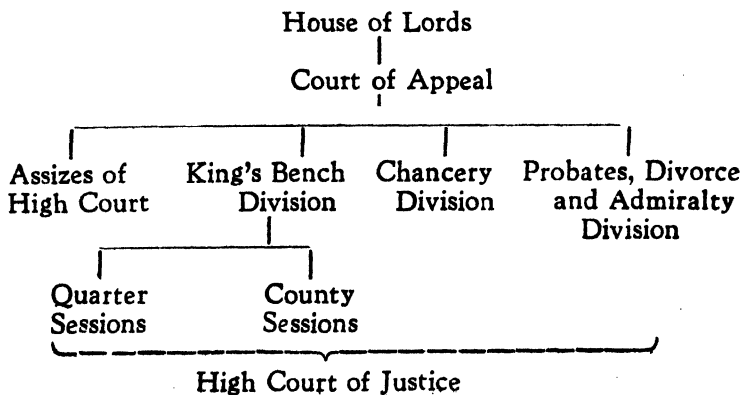 House of Lords
Court of Appeal
Assizes of
High Court
King's Bench
Division
Chancery
Division
Probates, Divorce
and Admiralty
Division
Quarter
Sessions
County
Sessions
High Court of Justice